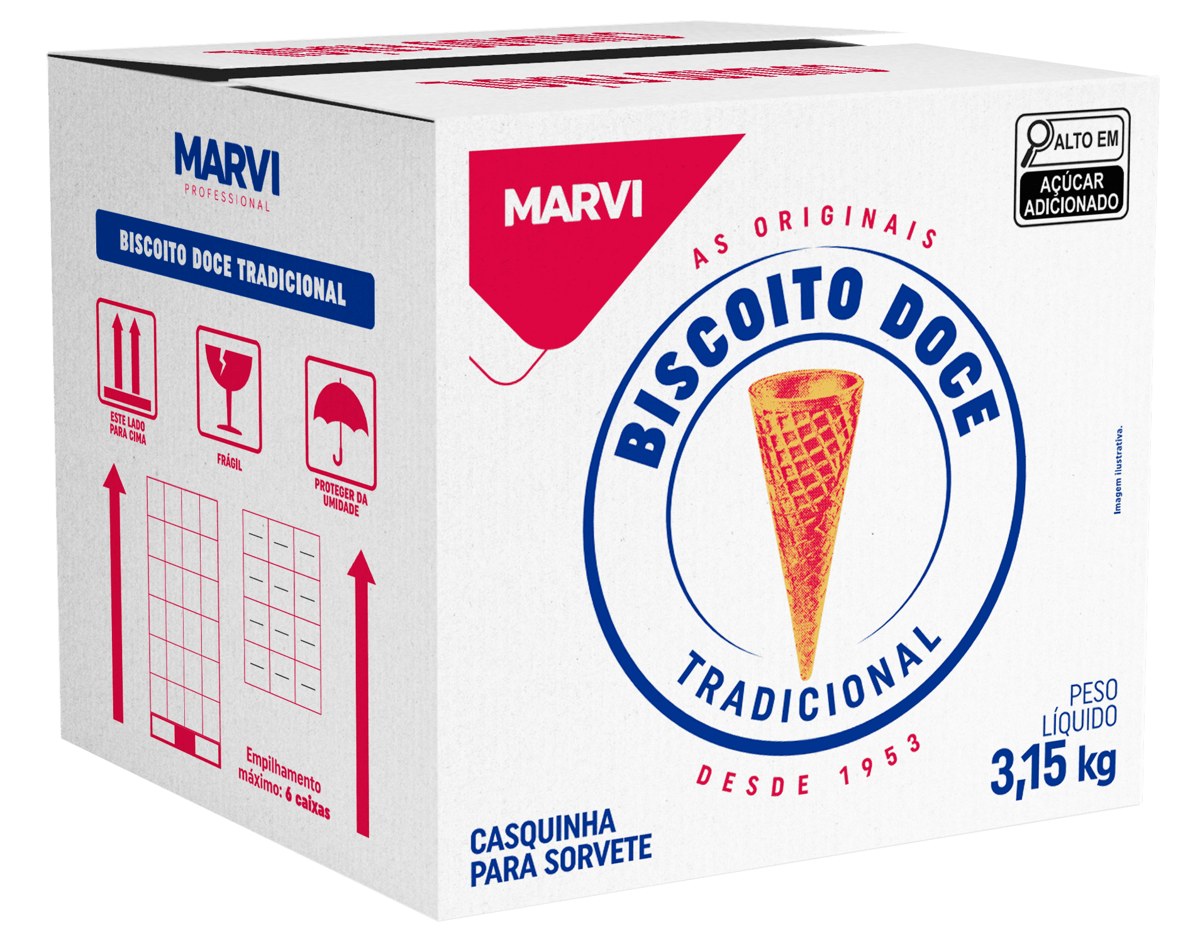 MARVI
PROFESSIONAL
BISCOITO DOCE TRADICIONAL
ESTE LADO
PARA CIMA
FRÁGIL
PROTEGER DA
UMIDADE
Empilhamento
máximo: 6 caixas
MARVI
AS ORIGINAIS
BISCOITO DOCE
TRADICIONAL
DESDE 1953
ALTO EM
AÇÚCAR
ADICIONADO
Imagem ilustrativa.
PESO
LÍQUIDO
3,15 kg
CASQUINHA
PARA SORVETE